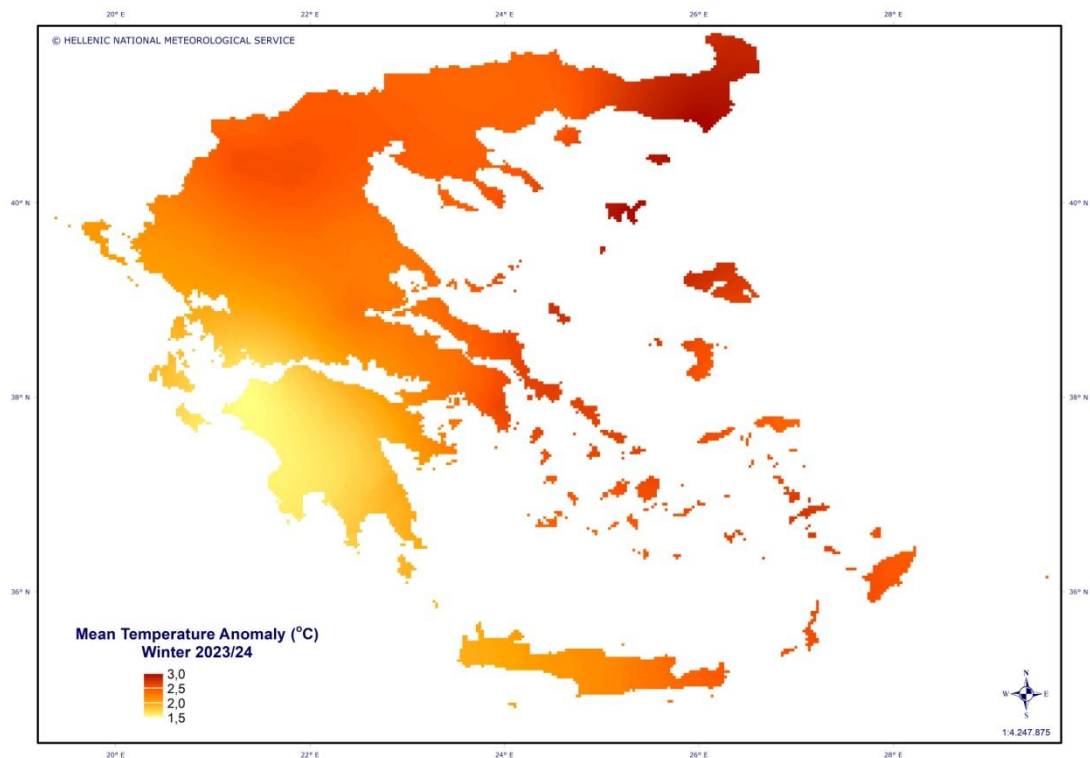 20° E 22° E 24° E 26° E 28° E
© HELLENIC NATIONAL METEOROLOGICAL SERVICE
40° N 40° N
38° N 38° N
36° N 36° N
Mean Temperature Anomaly (°C)
Winter 2023/24
3,0
2,5
2,0
1,5
N
W E
S
1:4.247.875
20° E 22° E 24° E 26° E 28° E